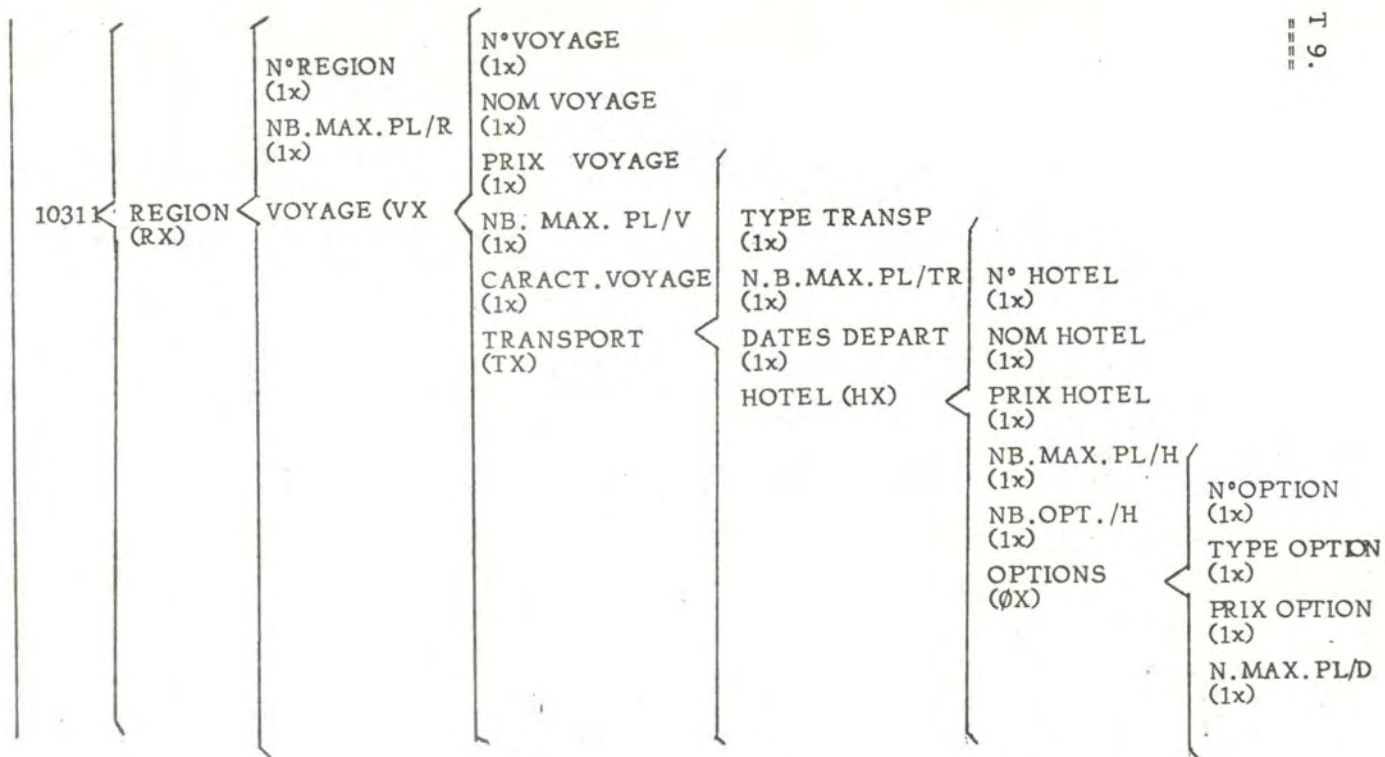 T 9.
====
10311
REGION
(RX)
N°REGION
(1x)
NB.MAX.PL/R
(1x)
VOYAGE (VX
N°VOYAGE
(1x)
NOM VOYAGE
(1x)
PRIX VOYAGE
(1x)
NB. MAX. PL/V
(1x)
CARACT.VOYAGE
(1x)
TRANSPORT
(TX)
TYPE TRANSP
(1x)
N.B.MAX.PL/TR
(1x)
DATES DEPART
(1x)
HOTEL (HX)
N° HOTEL
(1x)
NOM HOTEL
(1x)
PRIX HOTEL
(1x)
NB.MAX.PL/H
(1x)
NB.OPT./H
(1x)
OPTIONS
(ØX)
N°OPTION
(1x)
TYPE OPTION
(1x)
PRIX OPTION
(1x)
N.MAX.PL/D
(1x)